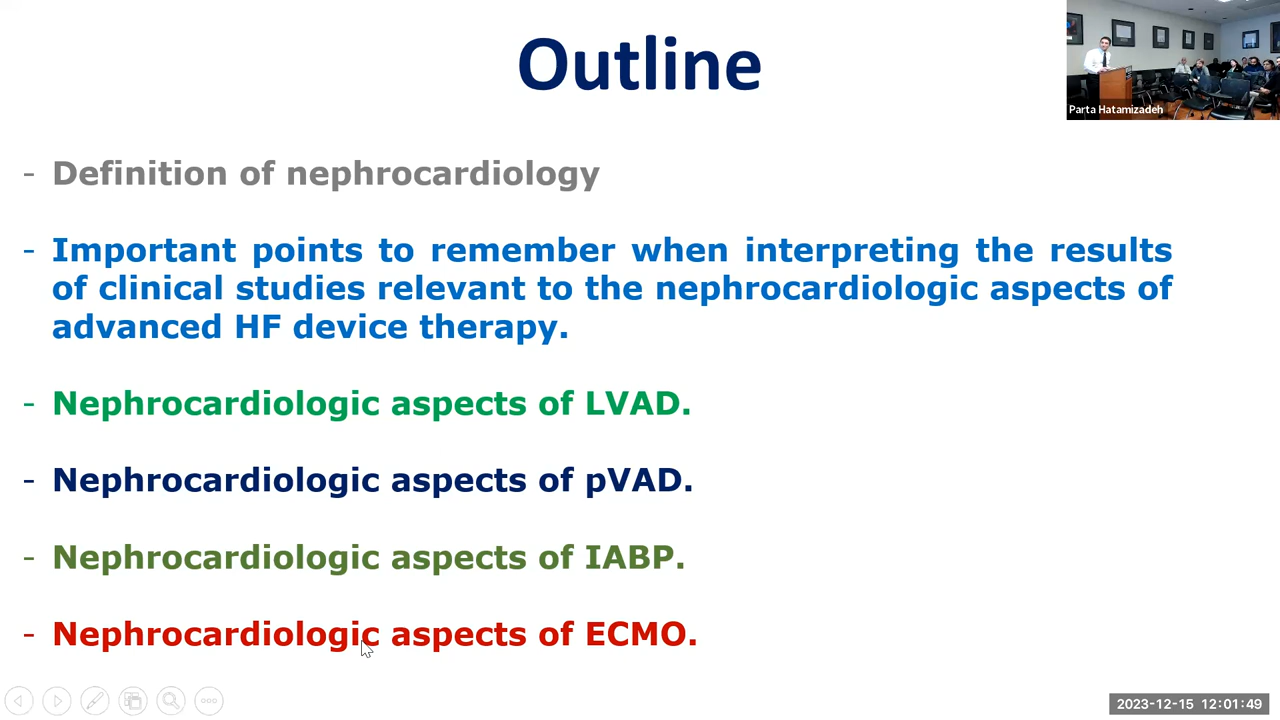 Outline
Parta Hatamizadeh
- Definition of nephrocardiology
- Important points to remember when interpreting the results
of clinical studies relevant to the nephrocardiologic aspects of
advanced HF device therapy.
- Nephrocardiologic aspects of LVAD.
- Nephrocardiologic aspects of pVAD.
- Nephrocardiologic aspects of IABP.
- Nephrocardiologic aspects of ECMO.
2023-12-15 12:01:49